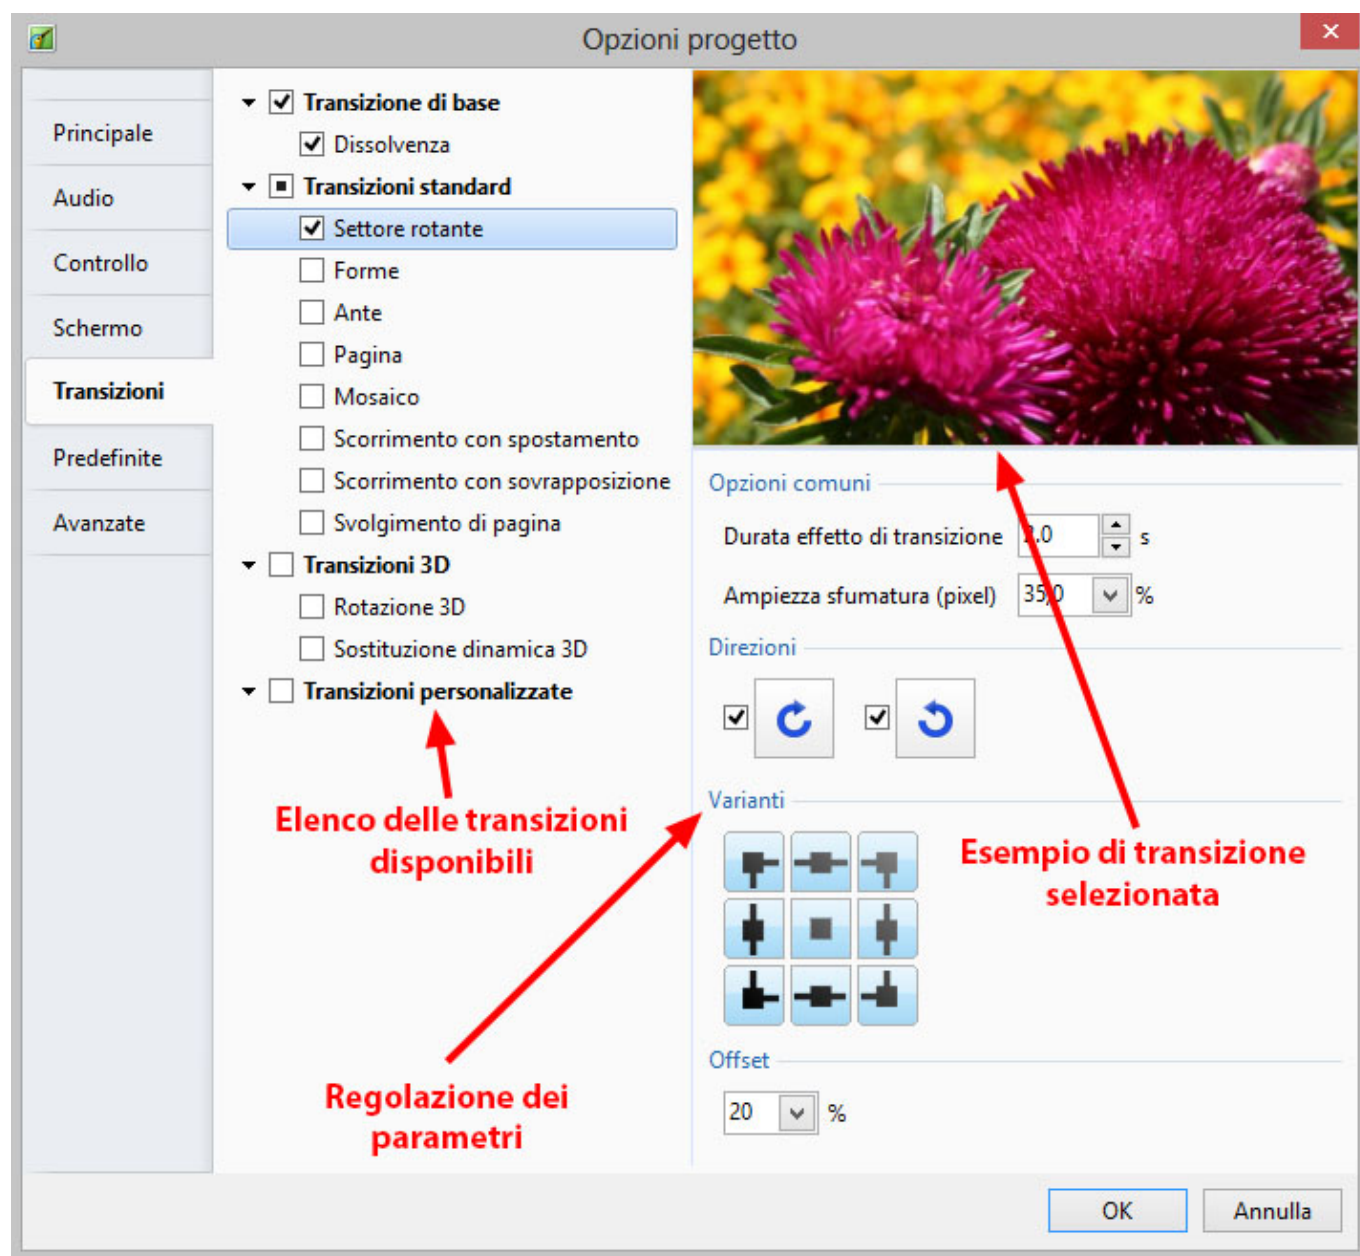 Opzioni progetto
Principale
Audio
Controllo
Schermo
Transizioni
Predefinite
Avanzate
Transizione di base
Dissolvenza
Transizioni standard
Settore rotante
Forme
Ante
Pagina
Mosaico
Scorrimento con spostamento
Scorrimento con sovrapposizione
Svolgimento di pagina
Transizioni 3D
Rotazione 3D
Sostituzione dinamica 3D
Transizioni personalizzate
Elenco delle transizioni
disponibili
Regolazione dei
parametri
Opzioni comuni
Durata effetto di transizione s
Ampiezza sfumatura (pixel) 35,0 %
Direzioni
Varianti
Esempio di transizione
selezionata
Offset
20 %
OK Annulla